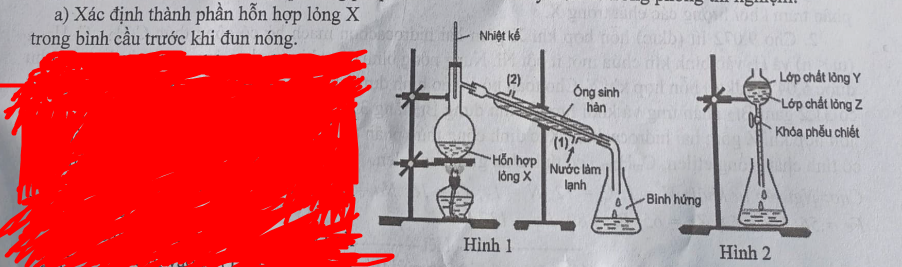 a) Xác định thành phần hỗn hợp lỏng X
trong bình cầu trước khi đun nóng.
Nhiệt kế
(2)
Ống sinh
hàn
(1)
Hỗn hợp
lỏng X
Nước làm
lạnh
Bình hứng
Hình 1
Lớp chất lỏng Y
Lớp chất lỏng Z
Khóa phễu chiết
Hình 2